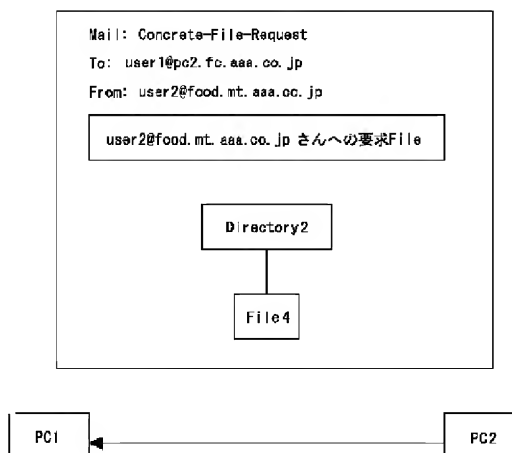 Mail: Concrete-File-Request
To: user1@pc2.fc.aaa.co.jp
From: user2@food.mt.aaa.co.jp
user2@food.mt.aaa.co.jp さんへの要求File
Directory2
File4
PC1
PC2